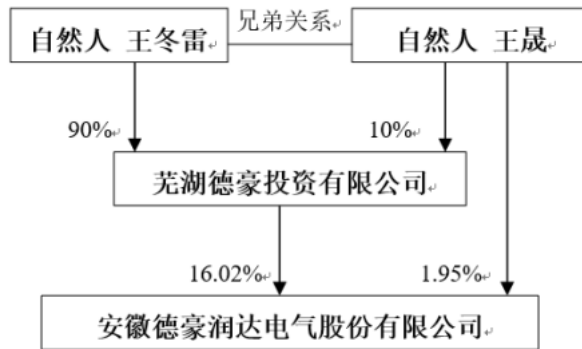 兄弟关系
自然人 王冬雷
自然人 王晟
90%
10%
芜湖德豪投资有限公司
16.02%
1.95%
安徽德豪润达电气股份有限公司